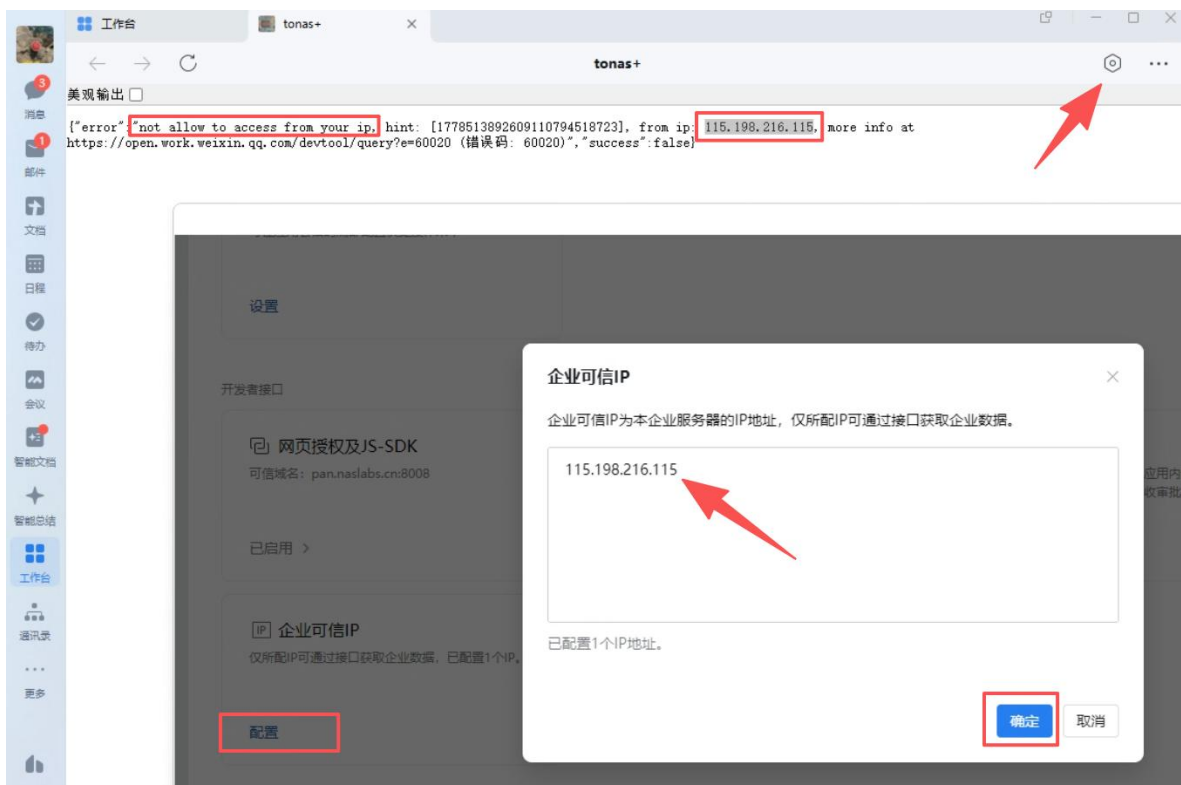 工作台
tonas+
tonas+
美观输出
{"error":"not allow to access from your ip, hint: [1778513892609110794518723], from ip: 115.198.216.115, more info at
https://open.work.weixin.qq.com/devtool/query?e=60020 (错误码: 60020)","success":false}
3
消息
1
邮件
文档
日程
待办
会议
智能文档
智能总结
工作台
通讯录
更多
设置
开发者接口
网页授权及JS-SDK
可信域名: pan.naslabs.cn:8008
已启用
IP 企业可信IP
仅所配IP可通过接口获取企业数据,已配置1个IP。
配置
应用内
收审批
企业可信IP
企业可信IP为本企业服务器的IP地址,仅所配IP可通过接口获取企业数据。
115.198.216.115
已配置1个IP地址。
确定
取消